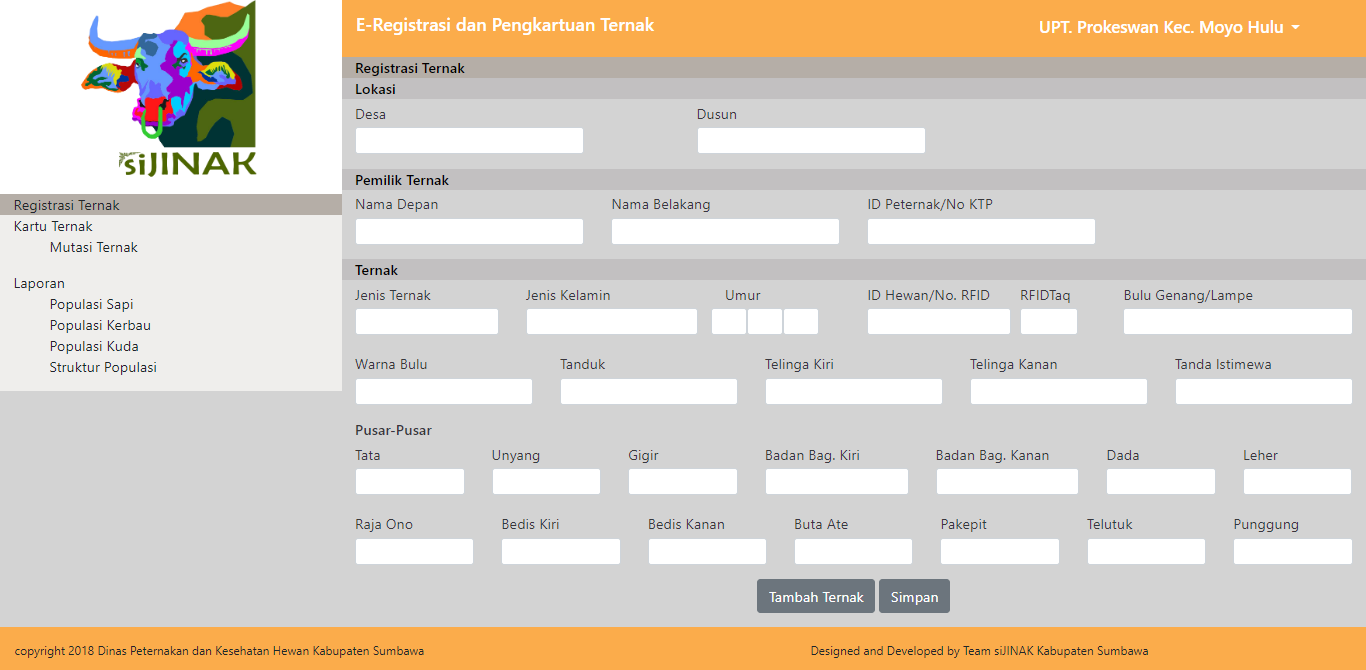 siJINAK
E-Registrasi dan Pengkartuan Ternak
UPT. Prokeswan Kec. Moyo Hulu
Registrasi Ternak
Kartu Ternak
Mutasi Ternak
Laporan
Populasi Sapi
Populasi Kerbau
Populasi Kuda
Struktur Populasi
Registrasi Ternak
Lokasi
Desa Dusun
Pemilik Ternak
Nama Depan Nama Belakang ID Peternak/No KTP
Ternak
Jenis Ternak Jenis Kelamin Umur ID Hewan/No. RFID RFIDTaq Bulu Genang/Lampe
Warna Bulu Tanduk Telinga Kiri Telinga Kanan Tanda Istimewa
Pusar-Pusar
Tata Unyang Gigir Badan Bag. Kiri Badan Bag. Kanan Dada Leher
Raja Ono Bedis Kiri Bedis Kanan Buta Ate Pakepit Telutuk Punggung
Tambah Ternak Simpan
copyright 2018 Dinas Peternakan dan Kesehatan Hewan Kabupaten Sumbawa Designed and Developed by Team siJINAK Kabupaten Sumbawa